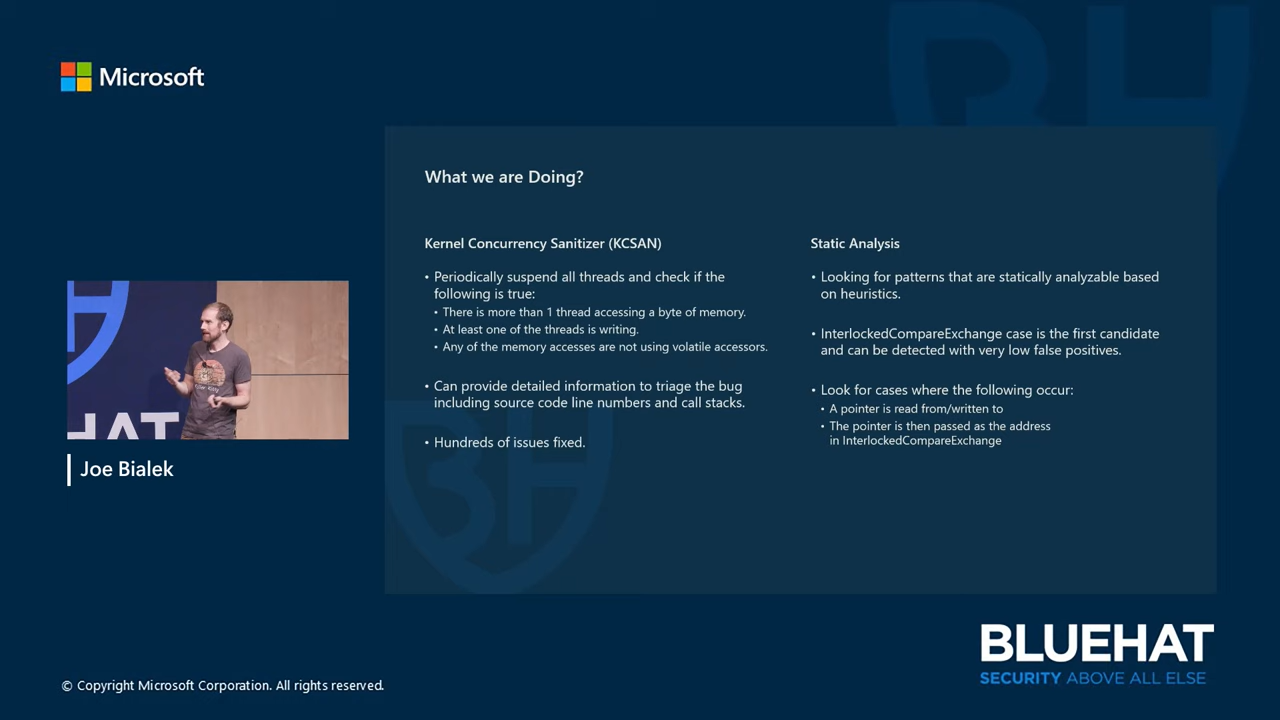 Microsoft
What we are Doing?
Kernel Concurrency Sanitizer (KCSAN)
• Periodically suspend all threads and check if the
following is true:
• There is more than 1 thread accessing a byte of memory.
• At least one of the threads is writing.
• Any of the memory accesses are not using volatile accessors.
• Can provide detailed information to triage the bug
including source code line numbers and call stacks.
• Hundreds of issues fixed.
Static Analysis
• Looking for patterns that are statically analyzable based
on heuristics.
• InterlockedCompareExchange case is the first candidate
and can be detected with very low false positives.
• Look for cases where the following occur:
• A pointer is read from/written to
• The pointer is then passed as the address
in InterlockedCompareExchange
Joe Bialek
BLUEHAT
SECURITY ABOVE ALL ELSE
© Copyright Microsoft Corporation. All rights reserved.